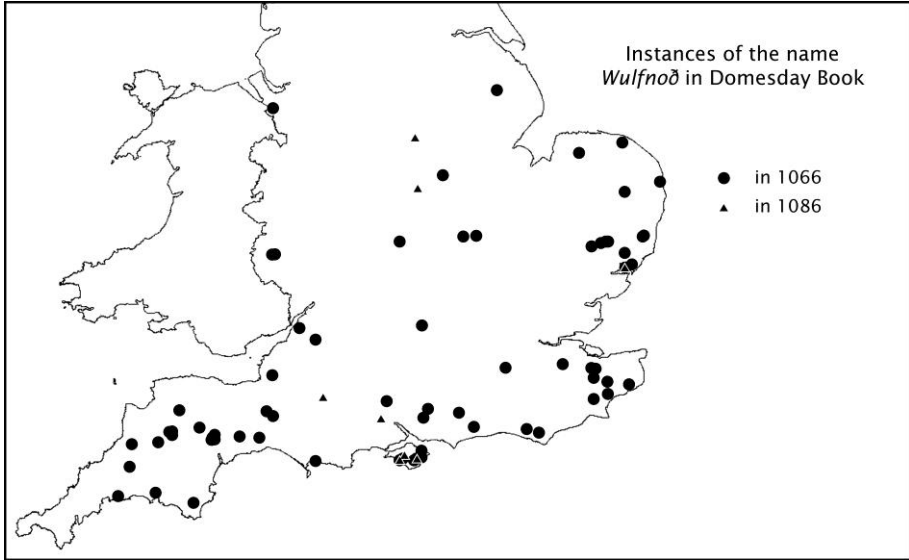 Instances of the name
Wulfnoð in Domesday Book
in 1066
in 1086